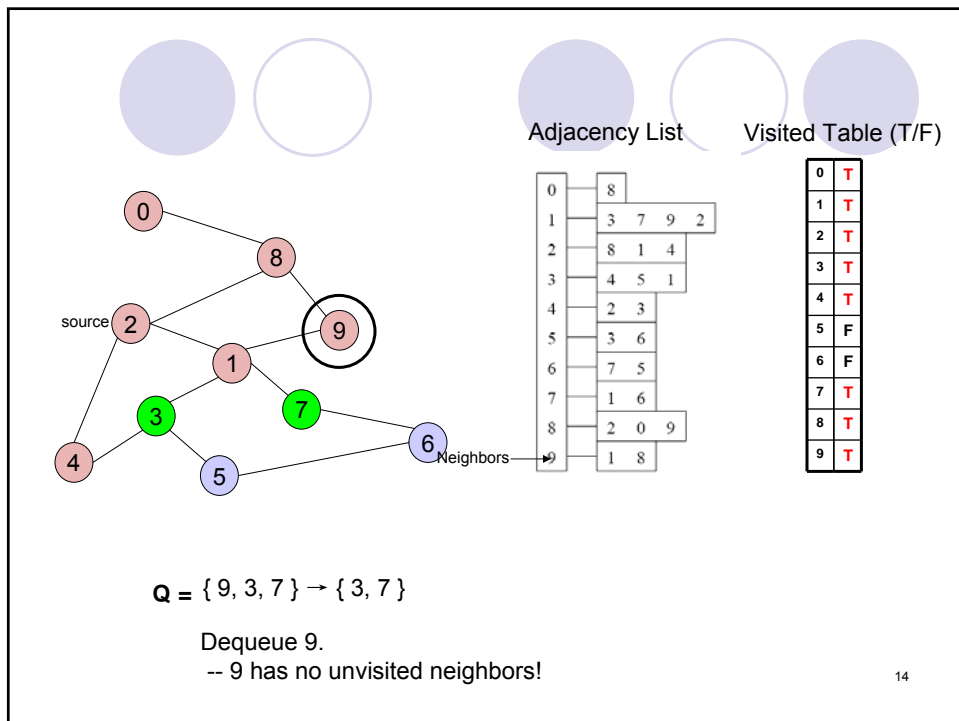 Adjacency List
Visited Table (T/F)
0
8
source 2
9
1
3
7
4
5
6
Neighbors
0 8
1 3 7 9 2
2 8 1 4
3 4 5 1
4 2 3
5 3 6
6 7 5
7 1 6
8 2 0 9
9 1 8
0 T
1 T
2 T
3 T
4 T
5 F
6 F
7 T
8 T
9 T
Q = { 9, 3, 7 } → { 3, 7 }
Dequeue 9.
-- 9 has no unvisited neighbors!
14